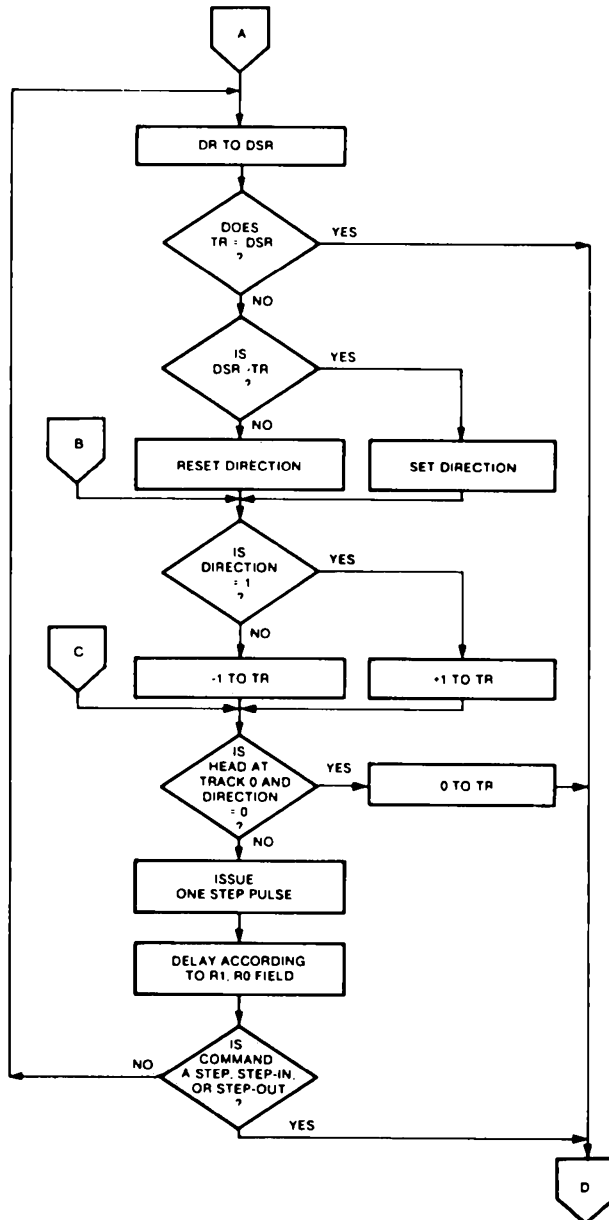 A
DR TO DSR
DOES
TR = DSR
?
YES
NO
IS
DSR >TR
?
YES
NO
B
RESET DIRECTION
SET DIRECTION
IS
DIRECTION
= 1
?
YES
NO
C
-1 TO TR
+1 TO TR
IS
HEAD AT
TRACK 0 AND
DIRECTION
= 0
?
YES
NO
0 TO TR
ISSUE
ONE STEP PULSE
DELAY ACCORDING
TO R1, R0 FIELD
IS
COMMAND
A STEP, STEP-IN,
OR STEP-OUT
?
NO
YES
D